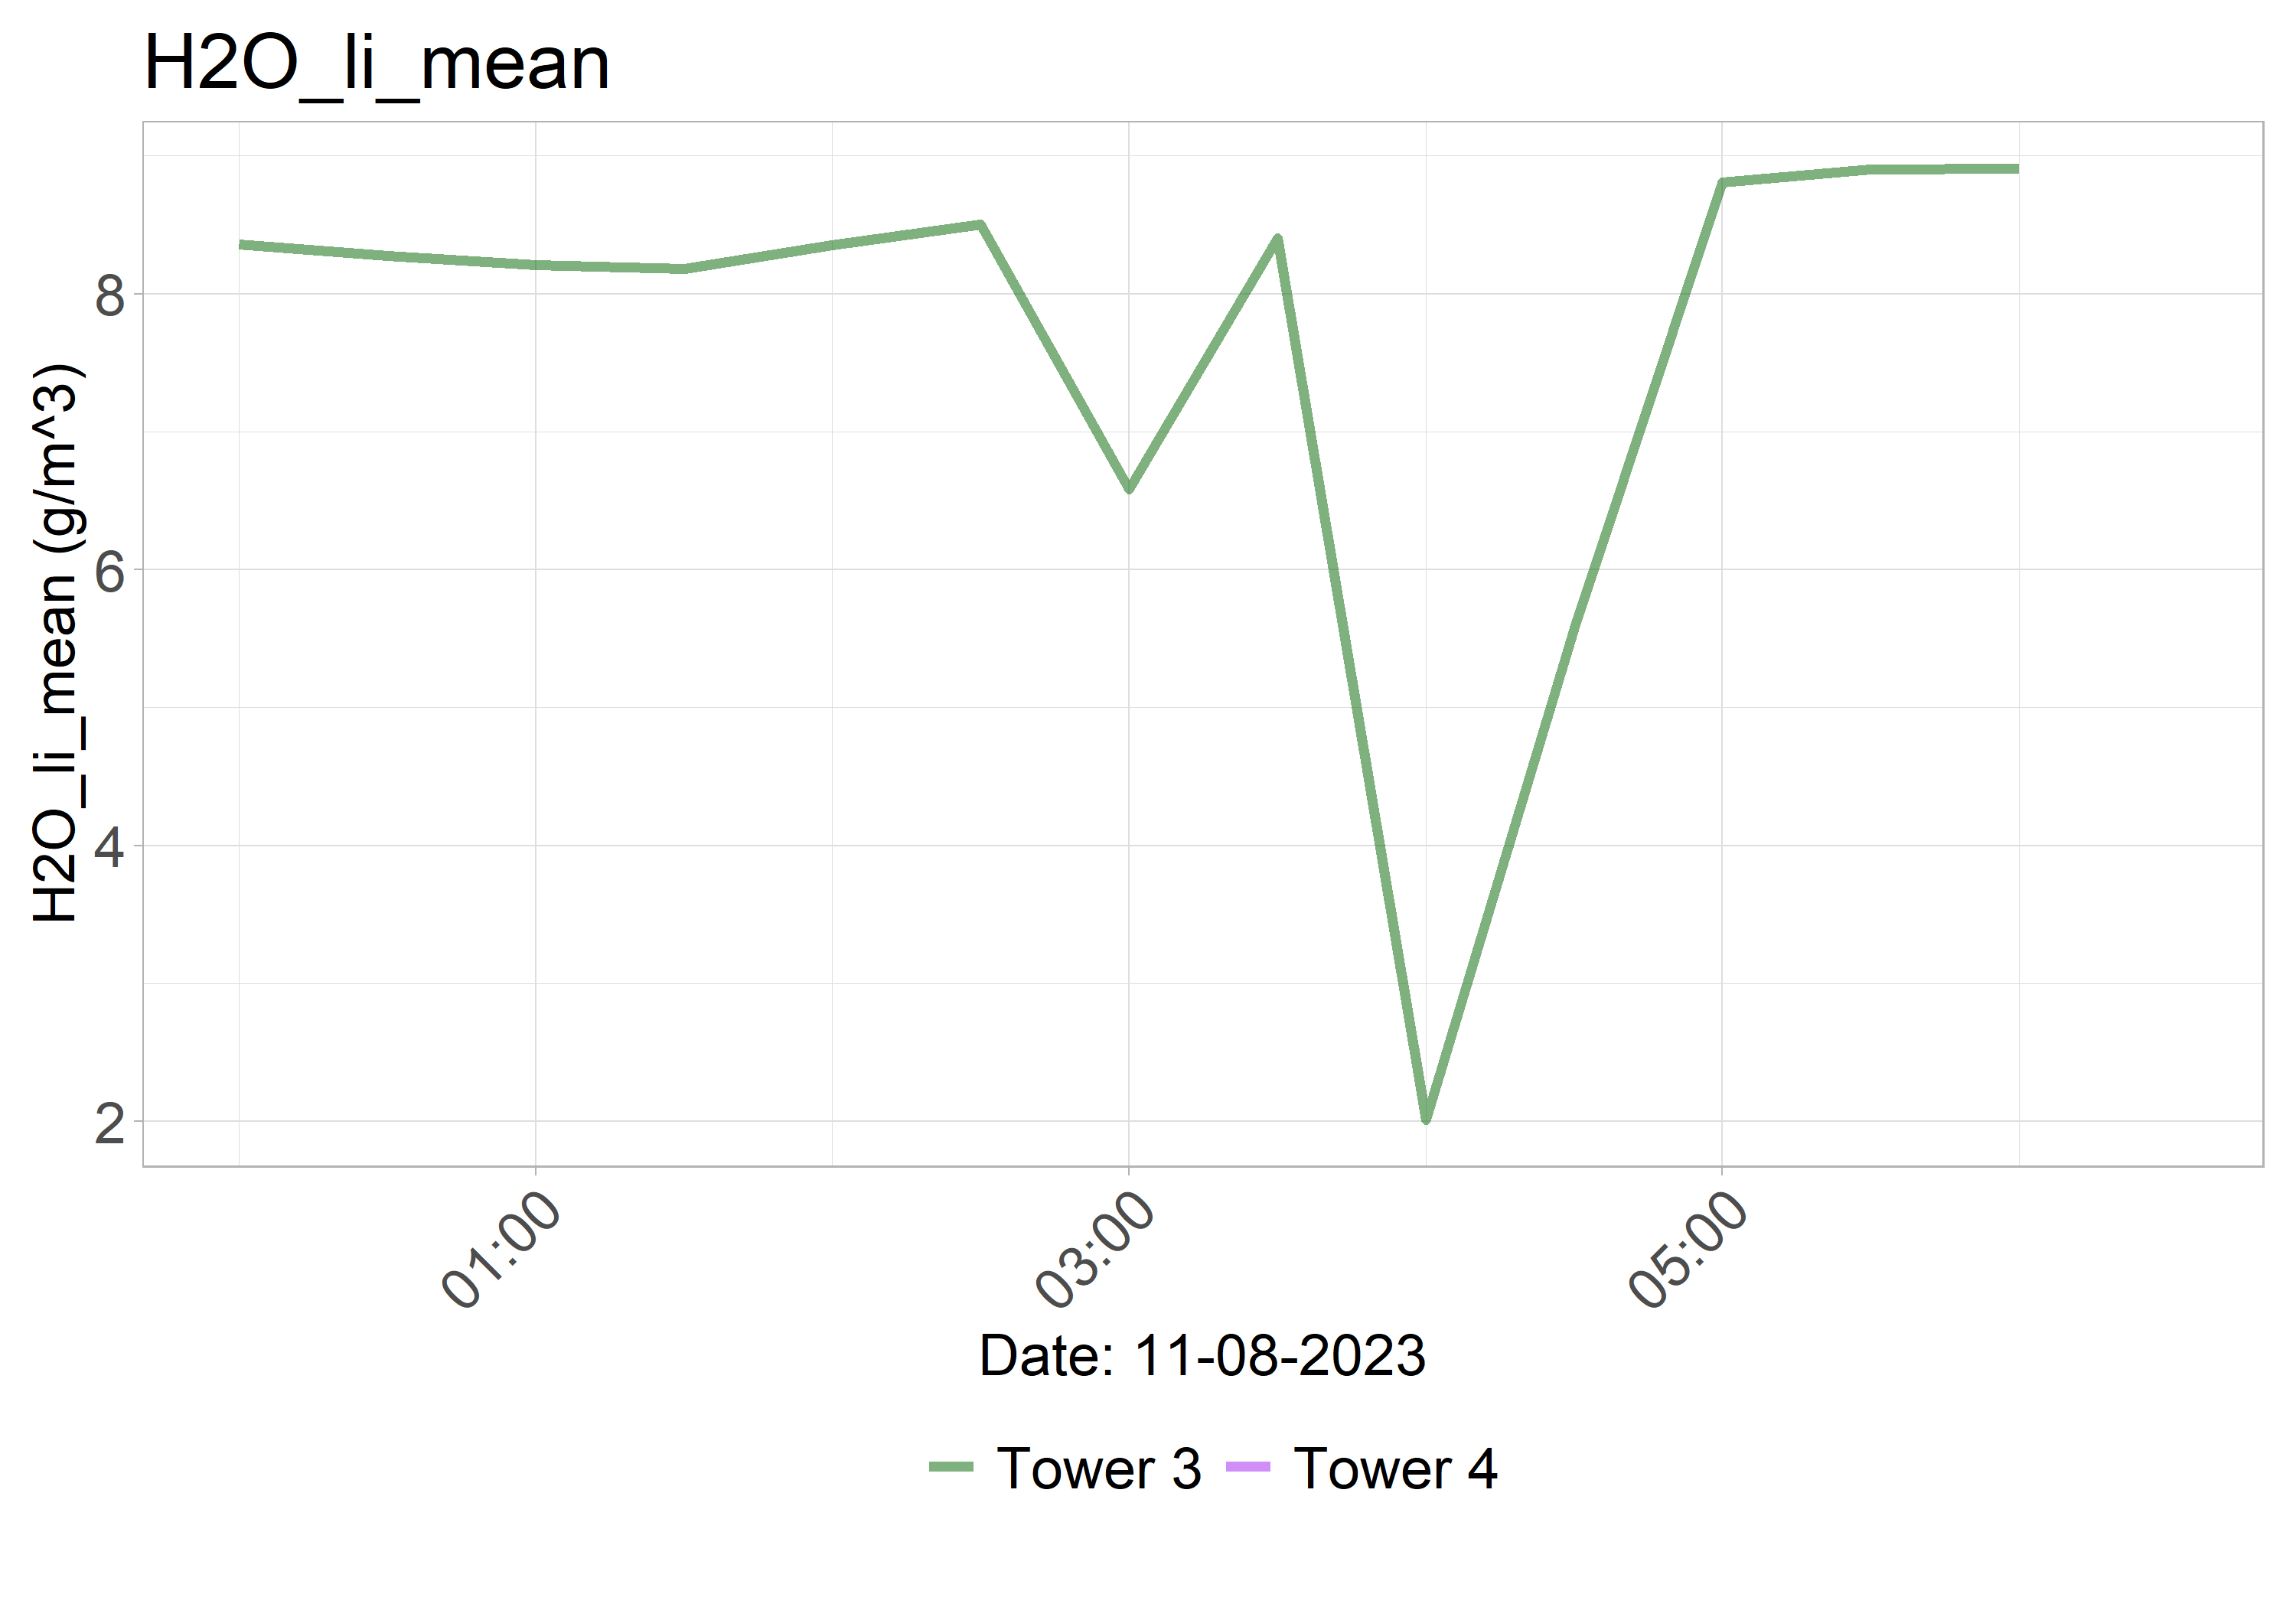 H2O_li_mean
H2O_li_mean (g/m^3)
8
6
4
2
01:00
03:00
05:00
Date: 11-08-2023
Tower 3
Tower 4